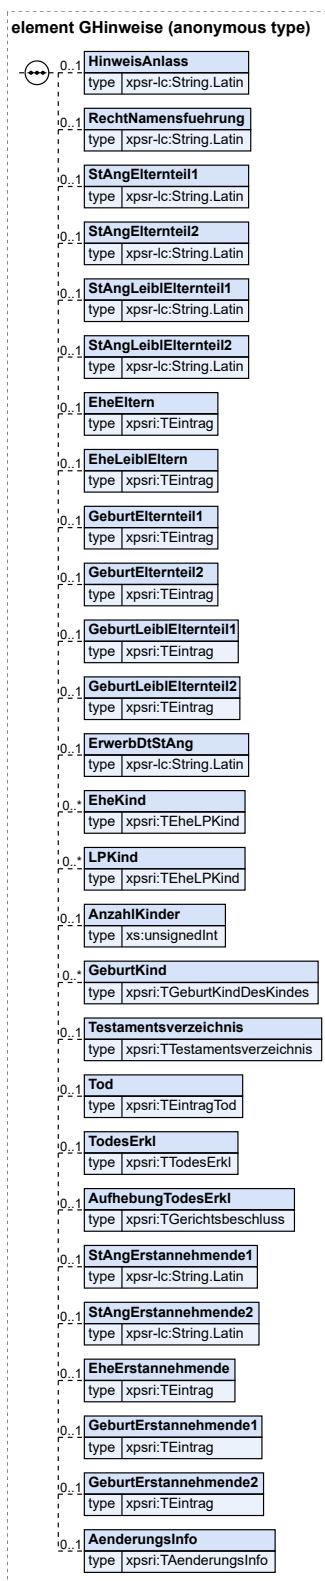 element GHinweise (anonymous type)
0..1 HinweisAnlass
type xpsr-lc:String.Latin
0..1 RechtNamensfuehrung
type xpsr-lc:String.Latin
0..1 StAngElternteil1
type xpsr-lc:String.Latin
0..1 StAngElternteil2
type xpsr-lc:String.Latin
0..1 StAngLeiblElternteil1
type xpsr-lc:String.Latin
0..1 StAngLeiblElternteil2
type xpsr-lc:String.Latin
0..1 EheEltern
type xpsri:TEintrag
0..1 EheLeiblEltern
type xpsri:TEintrag
0..1 GeburtElternteil1
type xpsri:TEintrag
0..1 GeburtElternteil2
type xpsri:TEintrag
0..1 GeburtLeiblElternteil1
type xpsri:TEintrag
0..1 GeburtLeiblElternteil2
type xpsri:TEintrag
0..1 ErwerbDtStAng
type xpsr-lc:String.Latin
0..* EheKind
type xpsri:TEheLPKind
0..* LPKind
type xpsri:TEheLPKind
0..1 AnzahlKinder
type xs:unsignedInt
0..* GeburtKind
type xpsri:TGeburtKindDesKindes
0..1 Testamentsverzeichnis
type xpsri:TTestamentsverzeichnis
0..1 Tod
type xpsri:TEintragTod
0..1 TodesErkl
type xpsri:TTodesErkl
0..1 AufhebungTodesErkl
type xpsri:TGerichtsbeschluss
0..1 StAngErstannehmende1
type xpsr-lc:String.Latin
0..1 StAngErstannehmende2
type xpsr-lc:String.Latin
0..1 EheErstannehmende
type xpsri:TEintrag
0..1 GeburtErstannehmende1
type xpsri:TEintrag
0..1 GeburtErstannehmende2
type xpsri:TEintrag
0..1 AenderungsInfo
type xpsri:TAenderungsInfo